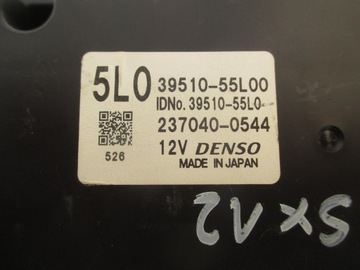 5L0
39510-55L00
IDNo. 39510-55L0
237040-0544
526
12V DENSO
MADE IN JAPAN
SX12